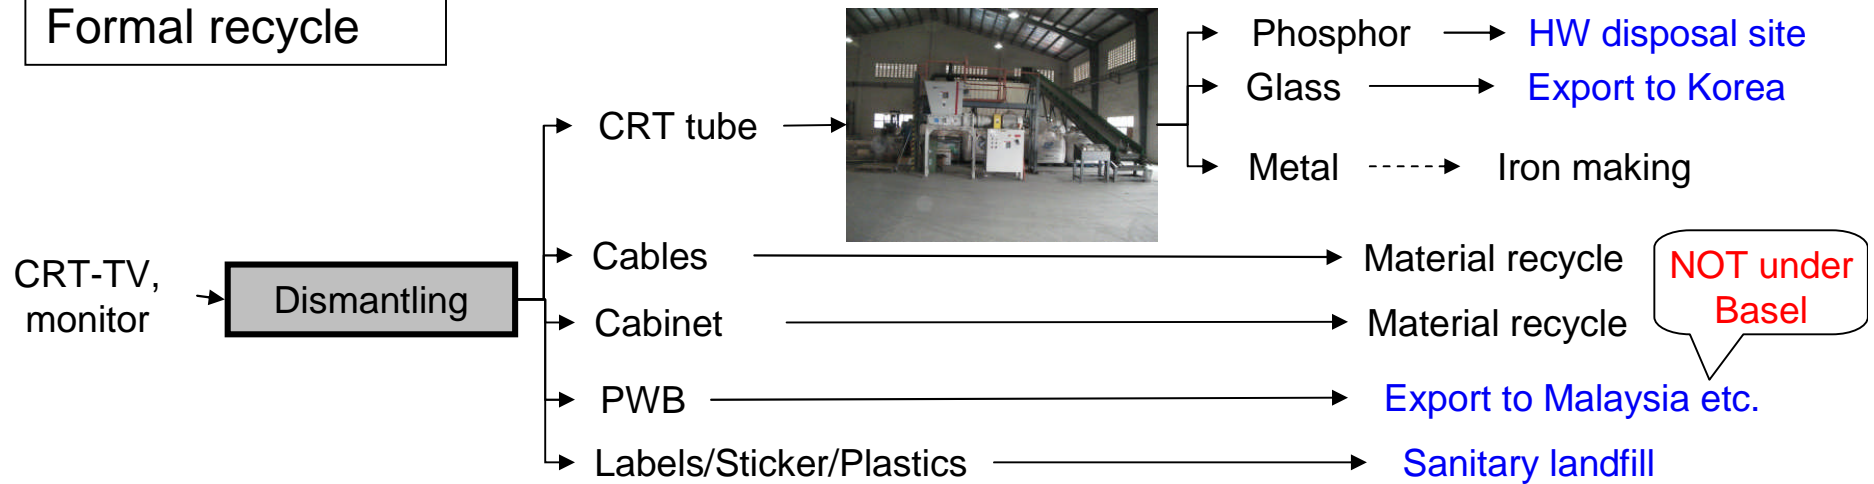 Formal recycle
Phosphor
HW disposal site
Glass
Export to Korea
CRT tube
Metal
Iron making
Cables
Material recycle
NOT under
Basel
CRT-TV,
monitor
Dismantling
Cabinet
Material recycle
PWB
Export to Malaysia etc.
Labels/Sticker/Plastics
Sanitary landfill